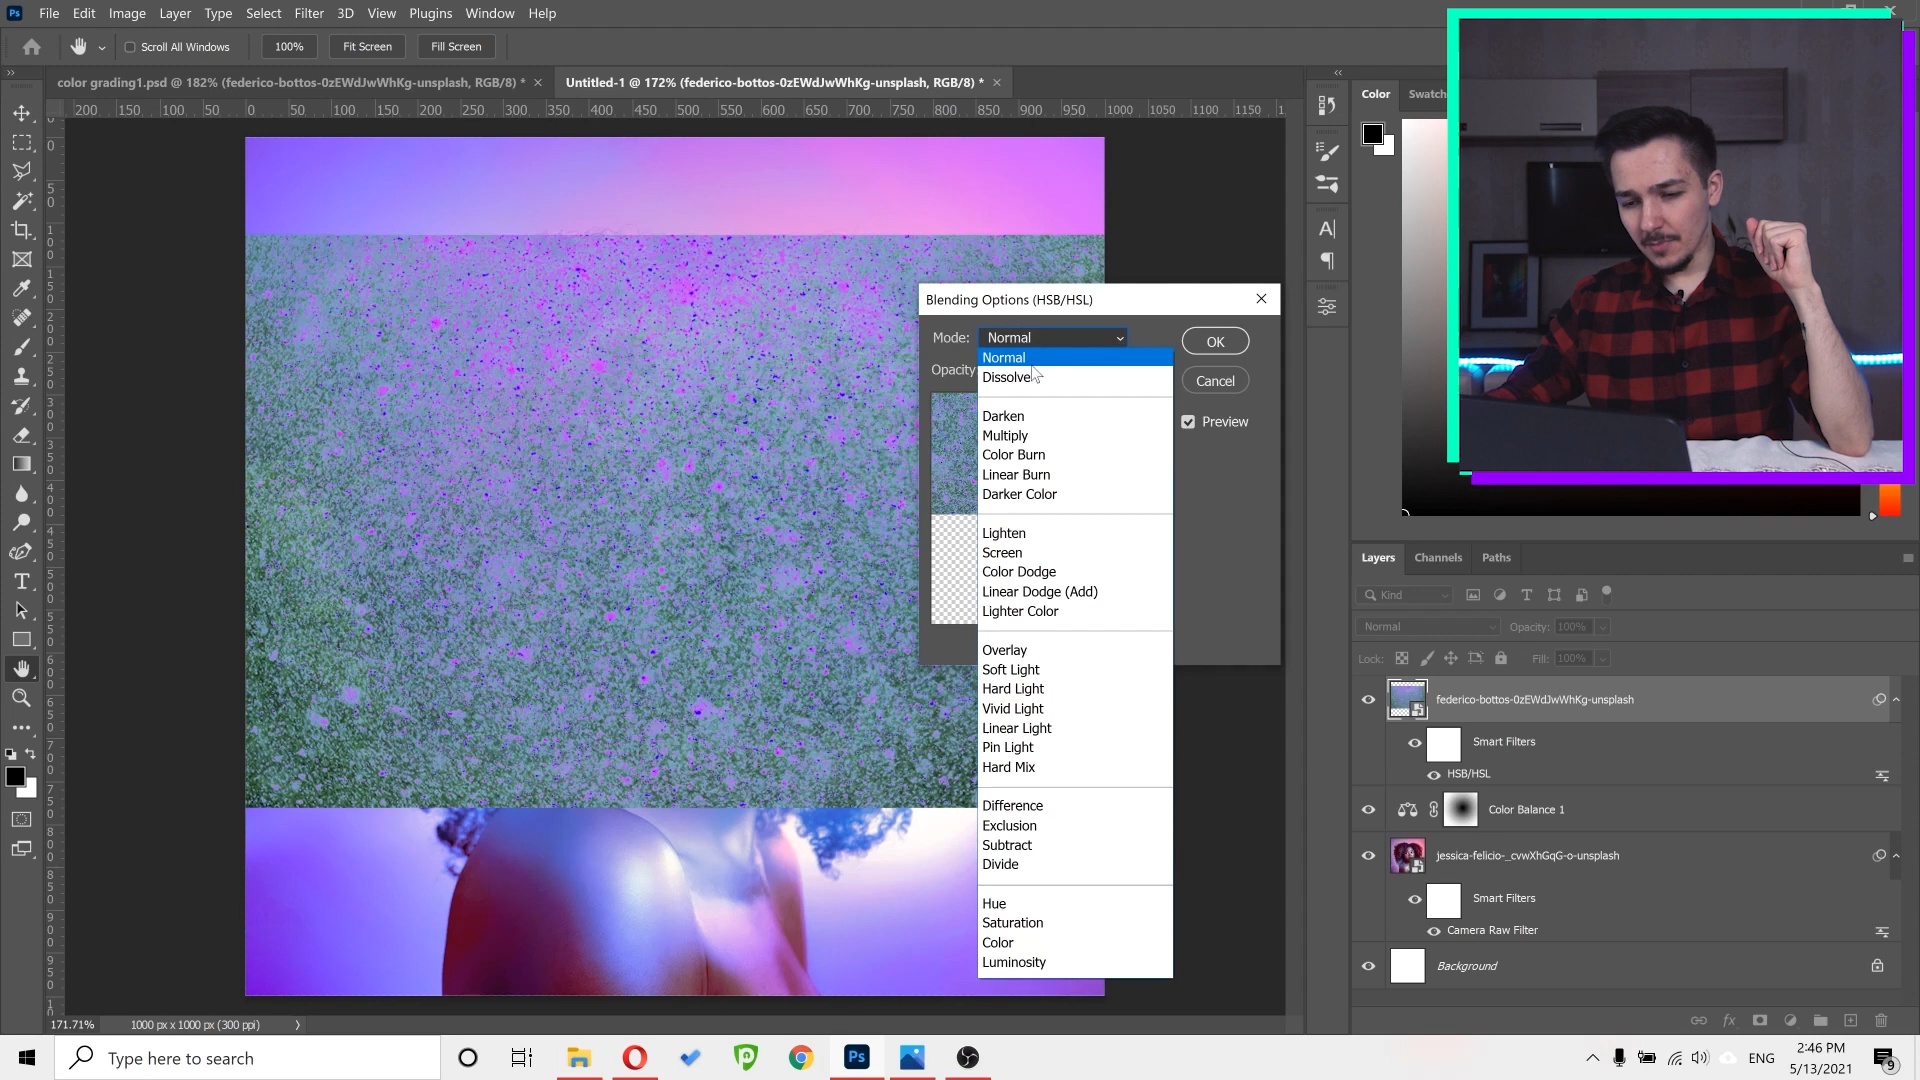 Ps File Edit Image Layer Type Select Filter 3D View Plugins Window Help
Scroll All Windows 100% Fit Screen Fill Screen
color grading1.psd @ 182% (federico-bottos-0zEWdJwWhKg-unsplash, RGB/8) * × Untitled-1 @ 172% (federico-bottos-0zEWdJwWhKg-unsplash, RGB/8) * ×
200 150 100 50 0 50 100 150 200 250 300 350 400 450 500 550 600 650 700 750 800 850 900 950 1000 1050 1100 1150
Color Swatch
Blending Options (HSB/HSL)
Mode: Normal
OK
Normal
Opacity
Dissolve
Cancel
Darken
Preview
Multiply
Color Burn
Linear Burn
Darker Color
Lighten
Screen
Color Dodge
Linear Dodge (Add)
Lighter Color
Overlay
Soft Light
Hard Light
Vivid Light
Linear Light
Pin Light
Hard Mix
Difference
Exclusion
Subtract
Divide
Hue
Saturation
Color
Luminosity
Layers Channels Paths
Kind
Normal Opacity: 100%
Lock: Fill: 100%
federico-bottos-0zEWdJwWhKg-unsplash
Smart Filters
HSB/HSL
Color Balance 1
jessica-felicio-_cvwXhGqG-o-unsplash
Smart Filters
Camera Raw Filter
Background
fx
171.71% 1000 px x 1000 px (300 ppi)
Type here to search
Ps
ENG
2:46 PM
5/13/2021
9